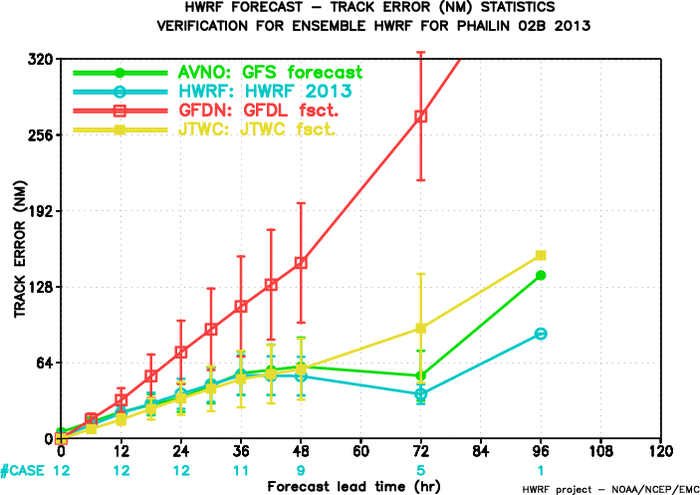 HWRF FORECAST – TRACK ERROR (NM) STATISTICS
VERIFICATION FOR ENSEMBLE HWRF FOR PHAILIN 02B 2013
AVNO: GFS forecast
HWRF: HWRF 2013
GFDN: GFDL fsct.
JTWC: JTWC fsct.
TRACK ERROR (NM)
320
256
192
128
64
0
0 12 24 36 48 60 72 84 96 108 120
#CASE 12 12 12 11 9 5 1
Forecast lead time (hr)
HWRF project – NOAA/NCEP/EMC